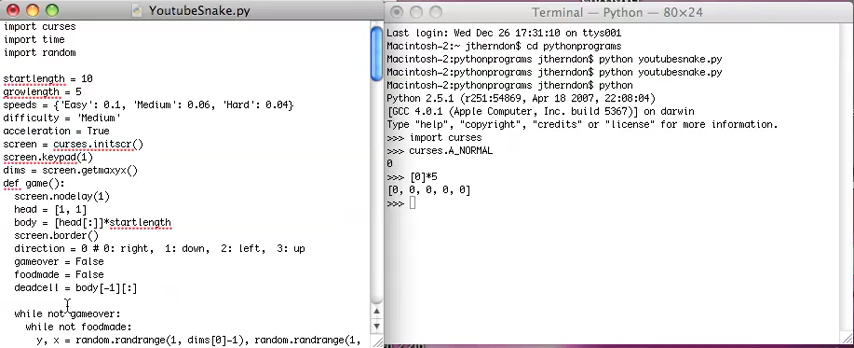 YoutubeSnake.py
import curses
import time
import random
startlength = 10
growlength = 5
speeds = {'Easy': 0.1, 'Medium': 0.06, 'Hard': 0.04}
difficulty = 'Medium'
acceleration = True
screen = curses.initscr()
screen.keypad(1)
dims = screen.getmaxyx()
def game():
screen.nodelay(1)
head = [1, 1]
body = [head[:]]*startlength
screen.border()
direction = 0 # 0: right, 1: down, 2: left, 3: up
gameover = False
foodmade = False
deadcell = body[-1][:]
while not gameover:
while not foodmade:
y, x = random.randrange(1, dims[0]-1), random.randrange(1,
Terminal — Python — 80×24
Last login: Wed Dec 26 17:31:10 on ttys001
Macintosh-2:~ jtherndon$ cd pythonprograms
Macintosh-2:pythonprograms jtherndon$ python youtubesnake.py
Macintosh-2:pythonprograms jtherndon$ python youtubesnake.py
Macintosh-2:pythonprograms jtherndon$ python
Python 2.5.1 (r251:54869, Apr 18 2007, 22:08:04)
[GCC 4.0.1 (Apple Computer, Inc. build 5367)] on darwin
Type "help", "copyright", "credits" or "license" for more information.
>>> import curses
>>> curses.A_NORMAL
0
>>> [0]*5
[0, 0, 0, 0, 0]
>>>